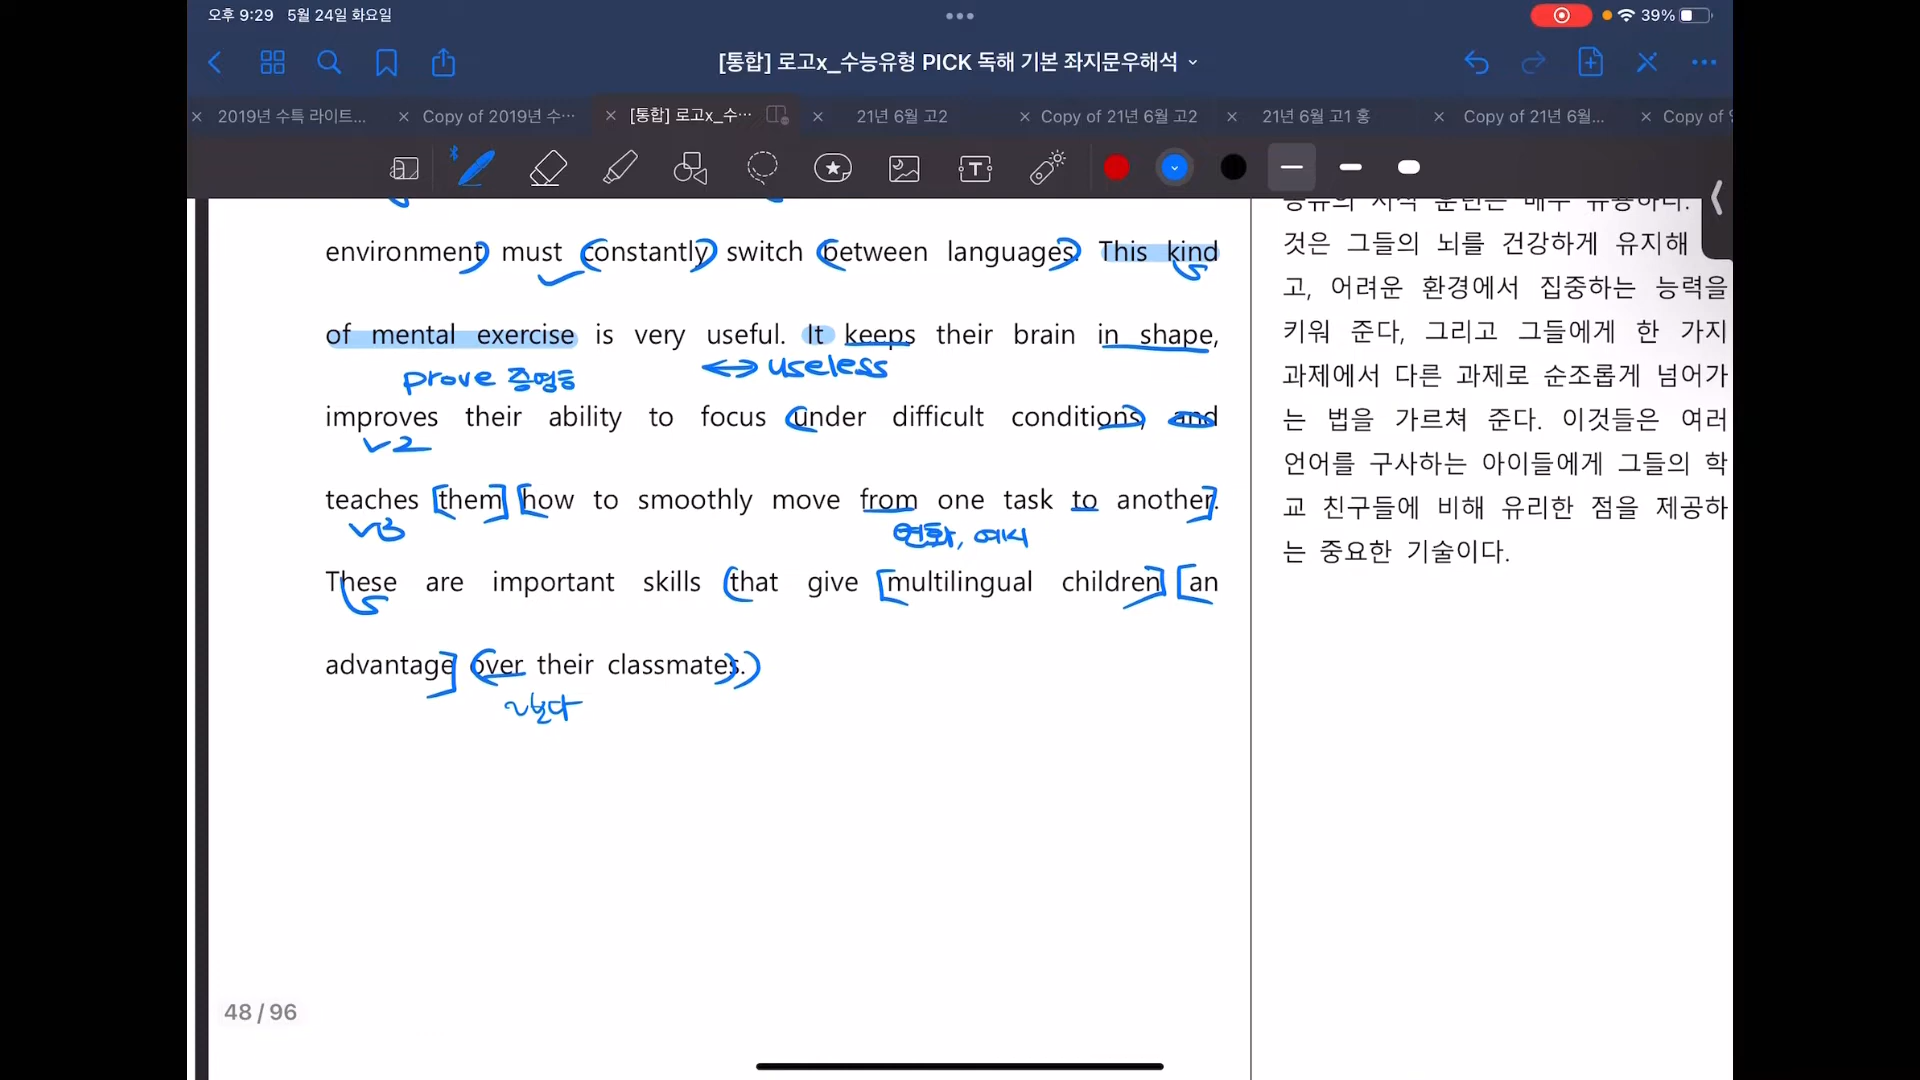 오후 9:29 5월 24일 화요일
39%
[통합] 로고x_수능유형 PICK 독해 기본 좌지문우해석
2019년 수특 라이트...
Copy of 2019년 수...
[통합] 로고x_수...
21년 6월 고2
Copy of 21년 6월 고2
21년 6월 고1 홍
Copy of 21년 6월...
Copy of
environment) must (constantly) switch (between languages). This kind
of mental exercise is very useful. It keeps their brain in shape,
prove 증명등 ↔ useless
improves their ability to focus (under difficult conditions), and
v2
teaches [them] [how to smoothly move from one task to another].
v3 변화, 예시
These are important skills (that give [multilingual children] [an
advantage] (over their classmates.))
~보다
48 / 96
것은 그들의 뇌를 건강하게 유지해
고, 어려운 환경에서 집중하는 능력을
키워 준다, 그리고 그들에게 한 가지
과제에서 다른 과제로 순조롭게 넘어가
는 법을 가르쳐 준다. 이것들은 여러
언어를 구사하는 아이들에게 그들의 학
교 친구들에 비해 유리한 점을 제공하
는 중요한 기술이다.